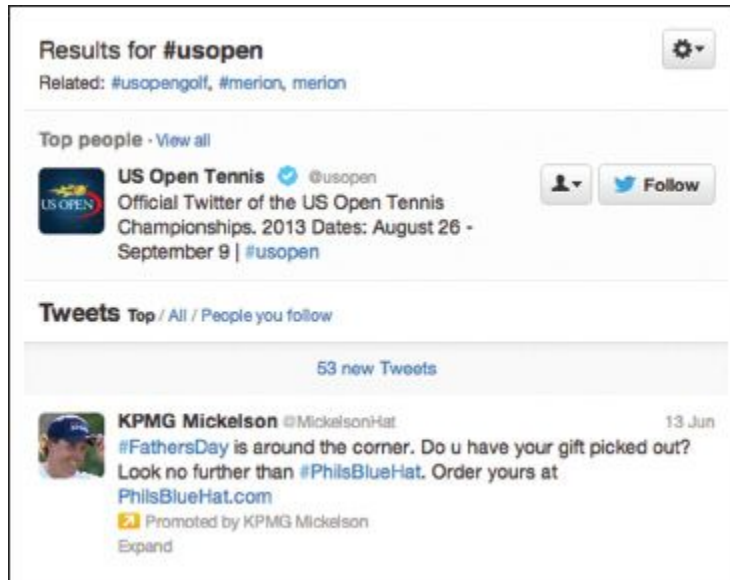 Results for #usopen
Related: #usopengolf, #merion, merion
Top people · View all
US OPEN
US Open Tennis @usopen
Official Twitter of the US Open Tennis
Championships. 2013 Dates: August 26 -
September 9 | #usopen
Follow
Tweets Top / All / People you follow
53 new Tweets
KPMG Mickelson @MickelsonHat 13 Jun
#FathersDay is around the corner. Do u have your gift picked out?
Look no further than #PhilsBlueHat. Order yours at
PhilsBlueHat.com
Promoted by KPMG Mickelson
Expand